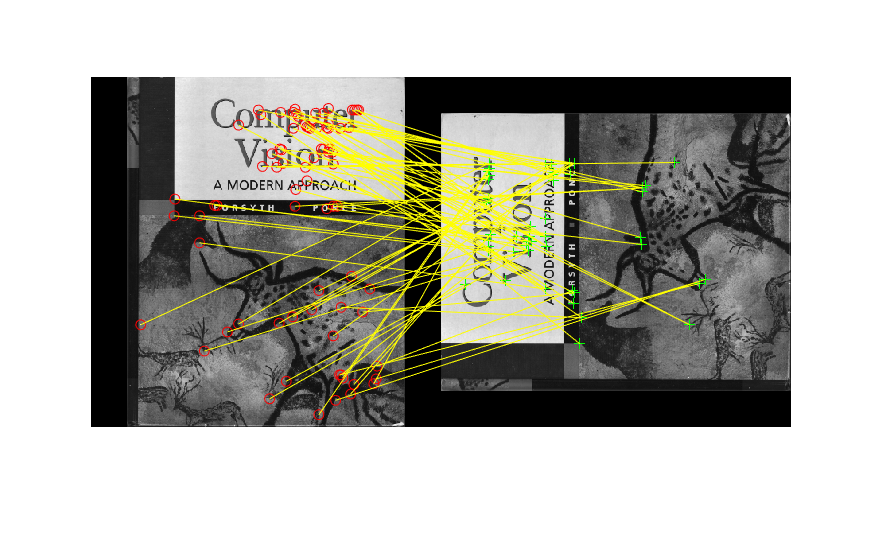 Computer
Vision
A MODERN APPROACH
FORSYTH PONCE
Computer
Vision
A MODERN APPROACH
FORSYTH PONCE